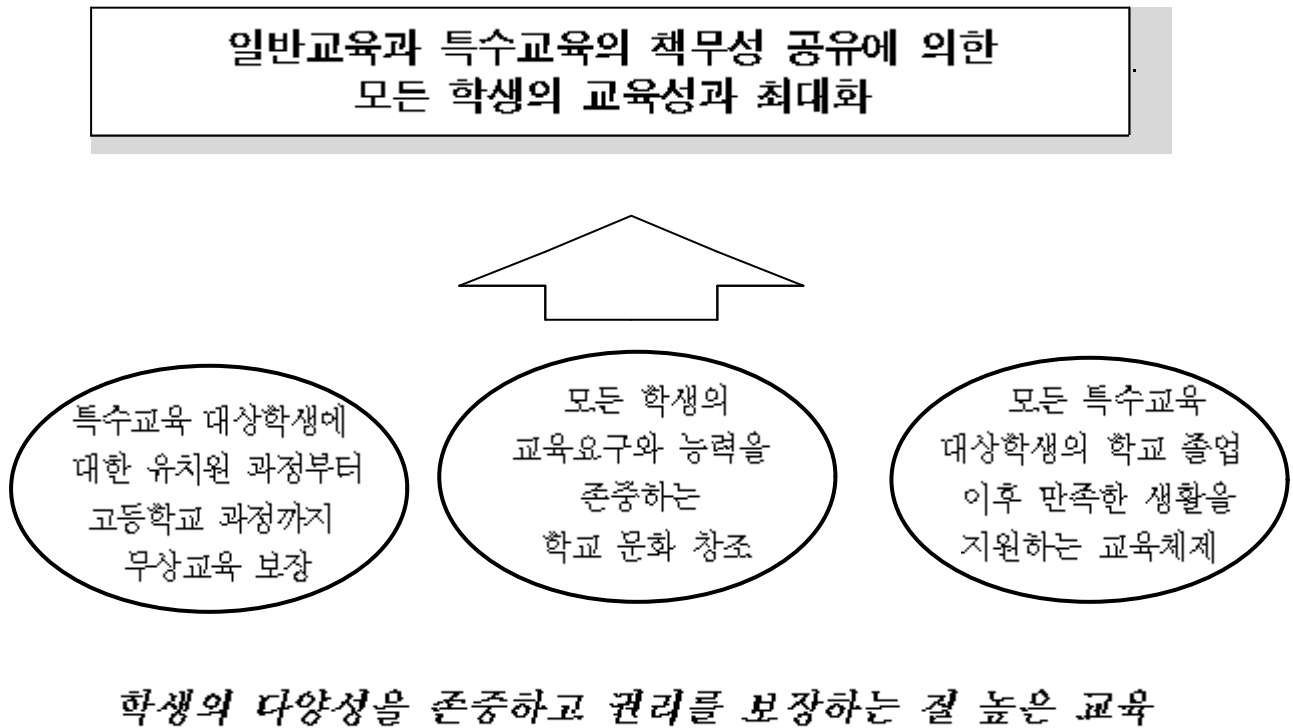 일반교육과 특수교육의 책무성 공유에 의한
모든 학생의 교육성과 최대화
.
특수교육 대상학생에
대한 유치원 과정부터
고등학교 과정까지
무상교육 보장
모든 학생의
교육요구와 능력을
존중하는
학교 문화 창조
모든 특수교육
대상학생의 학교 졸업
이후 만족한 생활을
지원하는 교육체제
학생의 다양성을 존중하고 권리를 보장하는 질 높은 교육